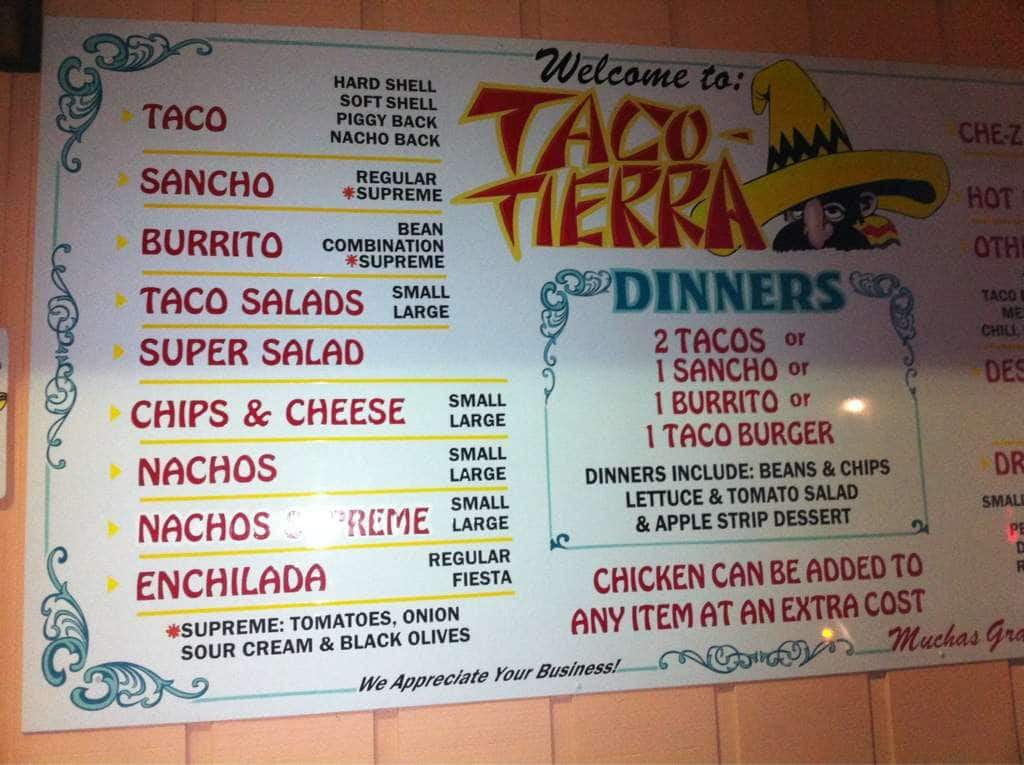 Welcome to:
TACO-
TIERRA
TACO
HARD SHELL
SOFT SHELL
PIGGY BACK
NACHO BACK
SANCHO
REGULAR
*SUPREME
BURRITO
BEAN
COMBINATION
*SUPREME
TACO SALADS
SMALL
LARGE
SUPER SALAD
CHIPS & CHEESE
SMALL
LARGE
NACHOS
SMALL
LARGE
NACHOS
SMALL
LARGE
ENCHILADA
REGULAR
FIESTA
*SUPREME: TOMATOES, ONION
SOUR CREAM & BLACK OLIVES
DINNERS
2 TACOS or
1 SANCHO or
1 BURRITO or
1 TACO BURGER
DINNERS INCLUDE: BEANS & CHIPS
LETTUCE & TOMATO SALAD
& APPLE STRIP DESSERT
CHICKEN CAN BE ADDED TO
ANY ITEM AT AN EXTRA COST
We Appreciate Your Business!
Muchas
CHE-Z
HOT
TACO
CHILI,